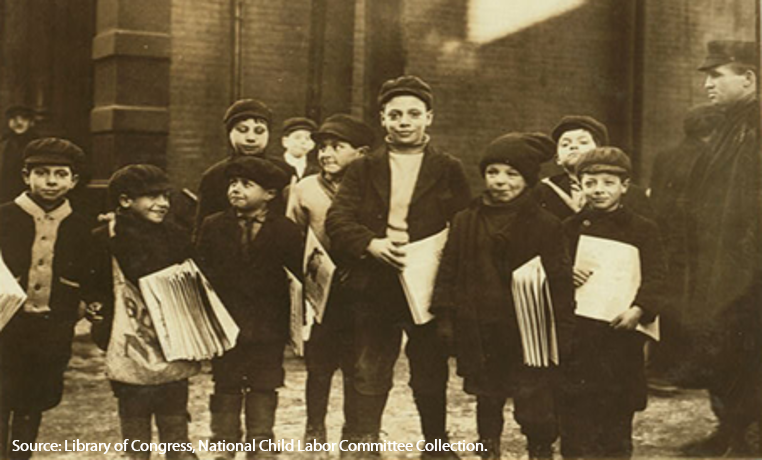 Source: Library of Congress, National Child Labor Committee Collection.